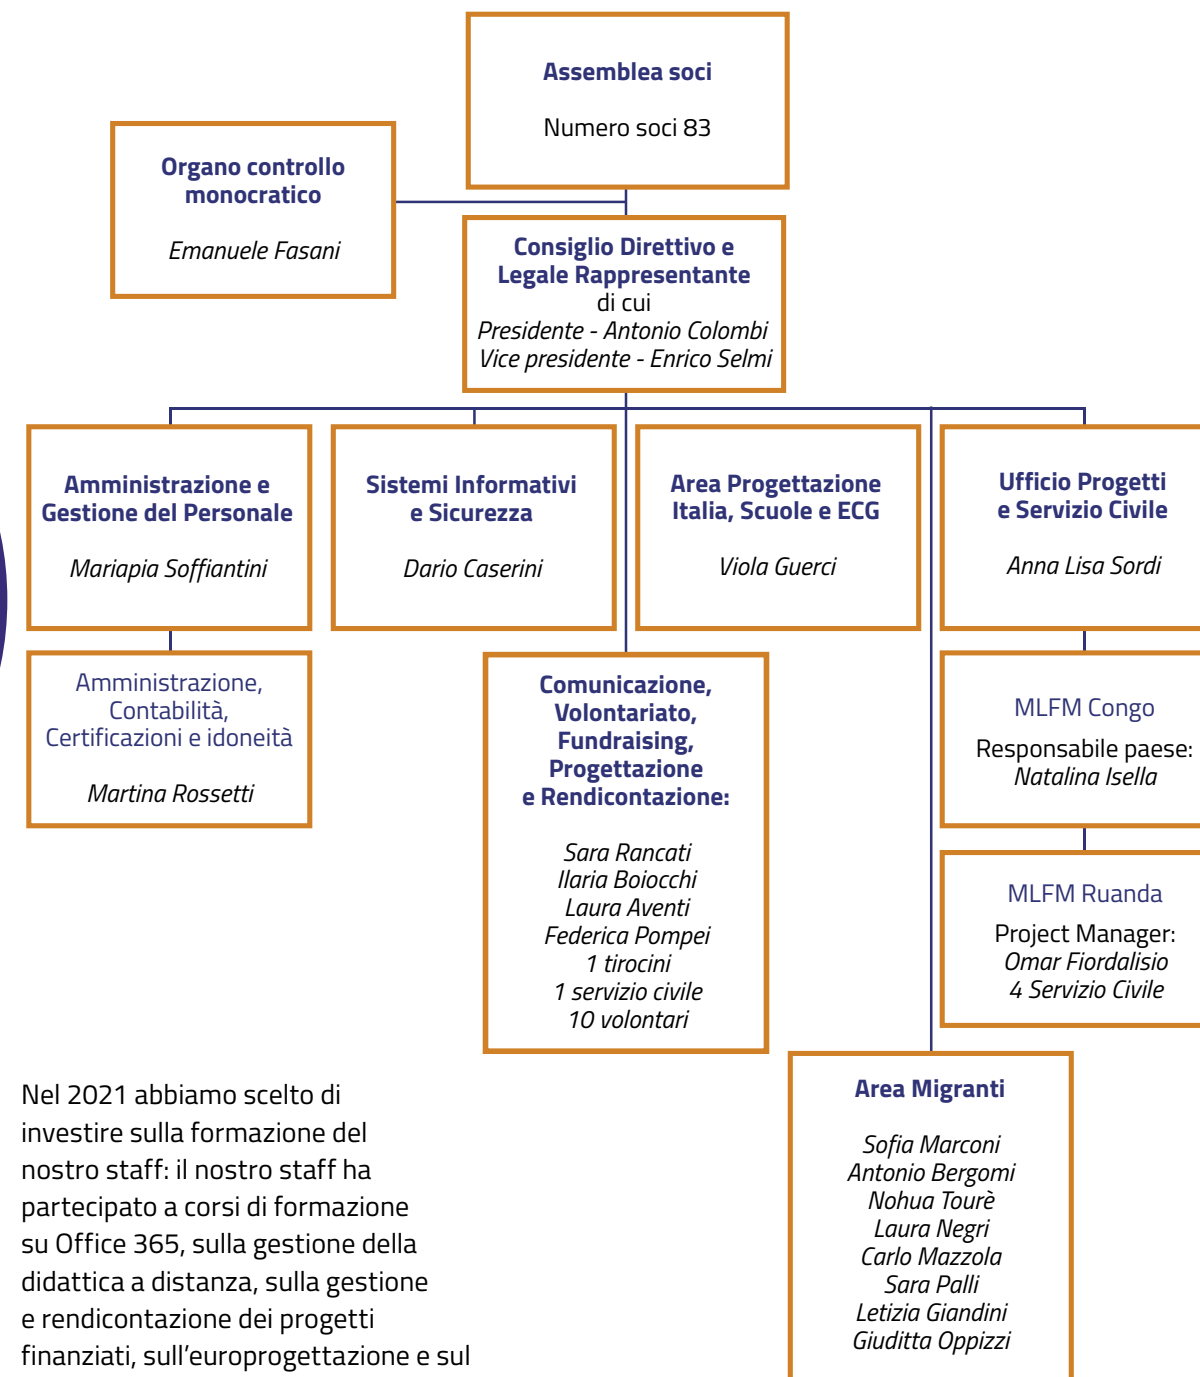 Assemblea soci
Numero soci 83
Organo controllo
monocratico
Emanuele Fasani
Consiglio Direttivo e
Legale Rappresentante
di cui
Presidente - Antonio Colombi
Vice presidente - Enrico Selmi
Amministrazione e
Gestione del Personale
Mariapia Soffiantini
Sistemi Informativi
e Sicurezza
Dario Caserini
Area Progettazione
Italia, Scuole e ECG
Viola Guerci
Ufficio Progetti
e Servizio Civile
Anna Lisa Sordi
Amministrazione,
Contabilità,
Certificazioni e idoneità
Martina Rossetti
Comunicazione,
Volontariato,
Fundraising,
Progettazione
e Rendicontazione:
Sara Rancati
Ilaria Boiocchi
Laura Aventi
Federica Pompei
1 tirocini
1 servizio civile
10 volontari
MLFM Congo
Responsabile paese:
Natalina Isella
MLFM Ruanda
Project Manager:
Omar Fiordalisio
4 Servizio Civile
Area Migranti
Sofia Marconi
Antonio Bergomi
Nohua Tourè
Laura Negri
Carlo Mazzola
Sara Palli
Letizia Giandini
Giuditta Oppizzi
Nel 2021 abbiamo scelto di
investire sulla formazione del
nostro staff: il nostro staff ha
partecipato a corsi di formazione
su Office 365, sulla gestione della
didattica a distanza, sulla gestione
e rendicontazione dei progetti
finanziati, sull'europrogettazione e sul